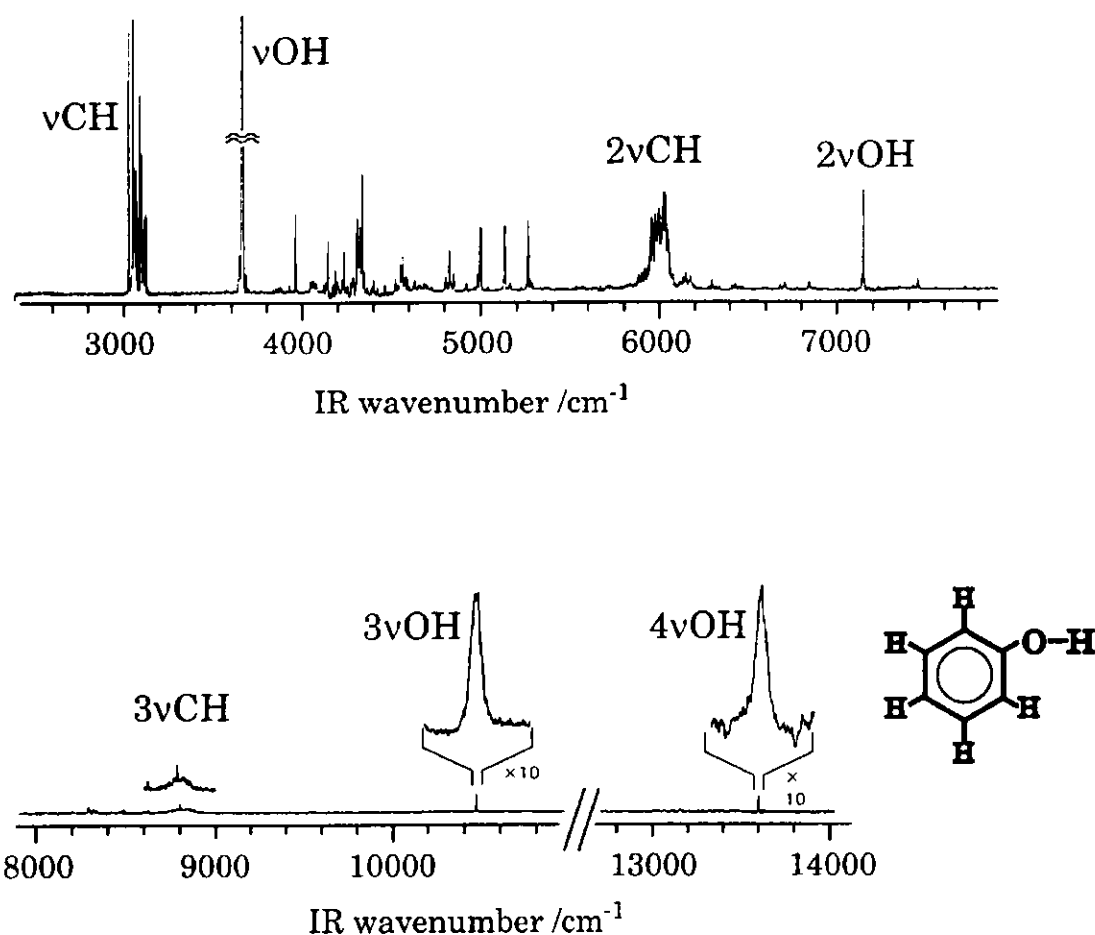 νOH
νCH
2νCH
2νOH
3000 4000 5000 6000 7000
IR wavenumber /cm⁻¹
3νOH
4νOH
3νCH
×10
×
10
H
H
O-H
H
H
H
8000 9000 10000 13000 14000
IR wavenumber /cm⁻¹